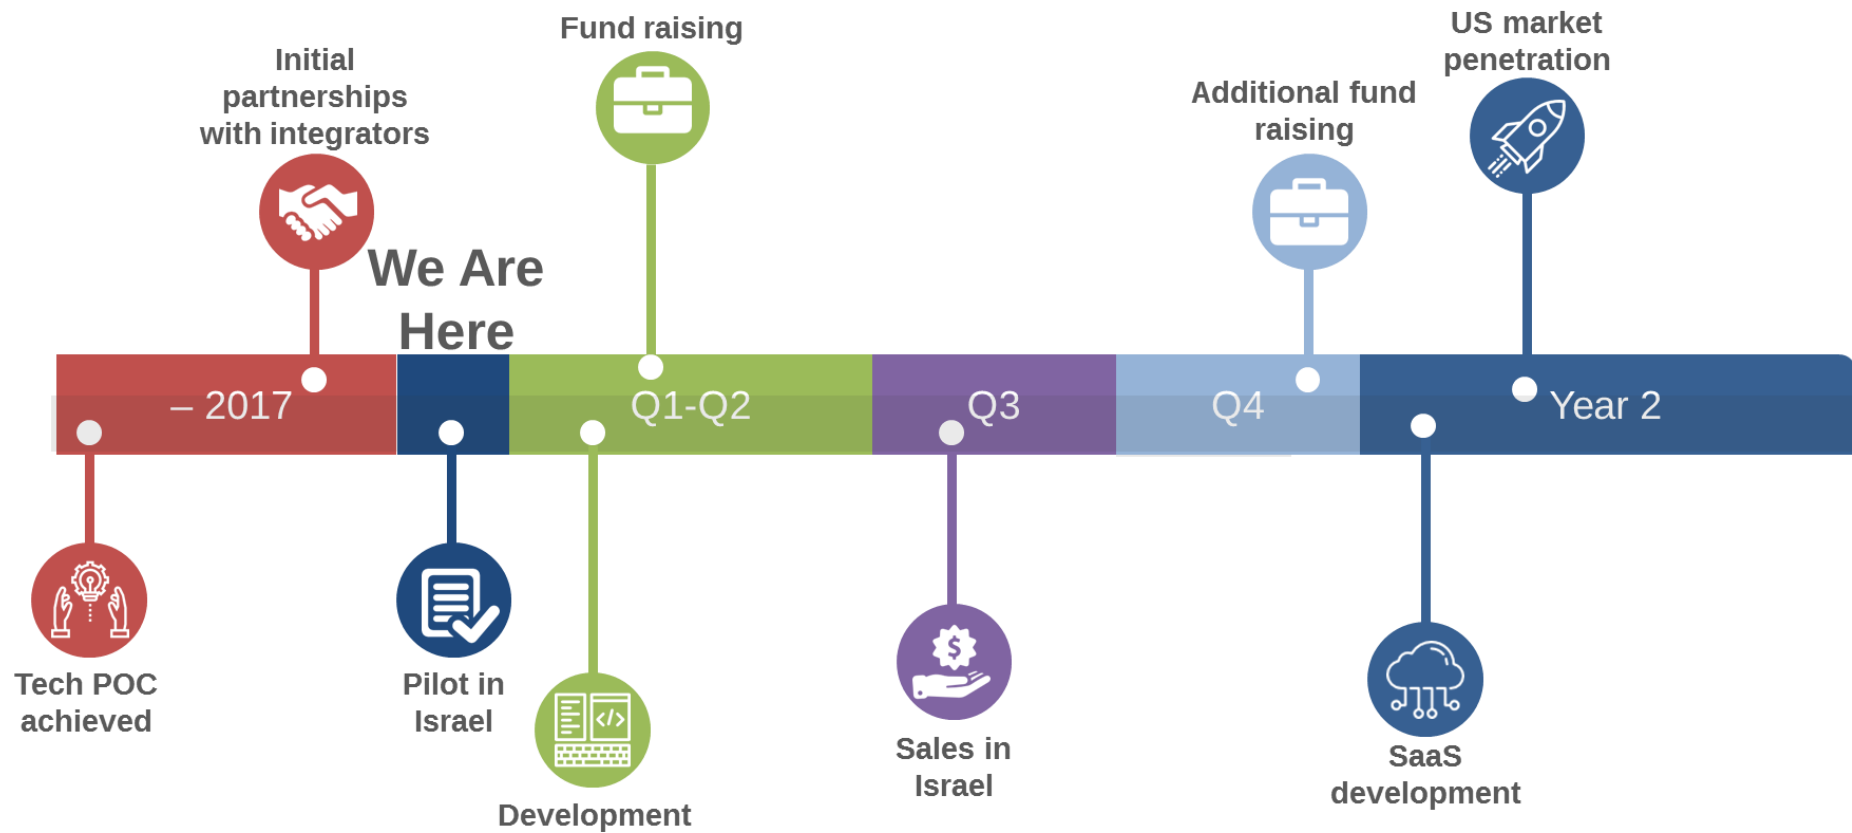 Initial
partnerships
with integrators
Fund raising
Additional fund
raising
US market
penetration
We Are
Here
– 2017
Q1-Q2
Q3
Q4
Year 2
$
</>
Tech POC
achieved
Pilot in
Israel
Development
Sales in
Israel
SaaS
development